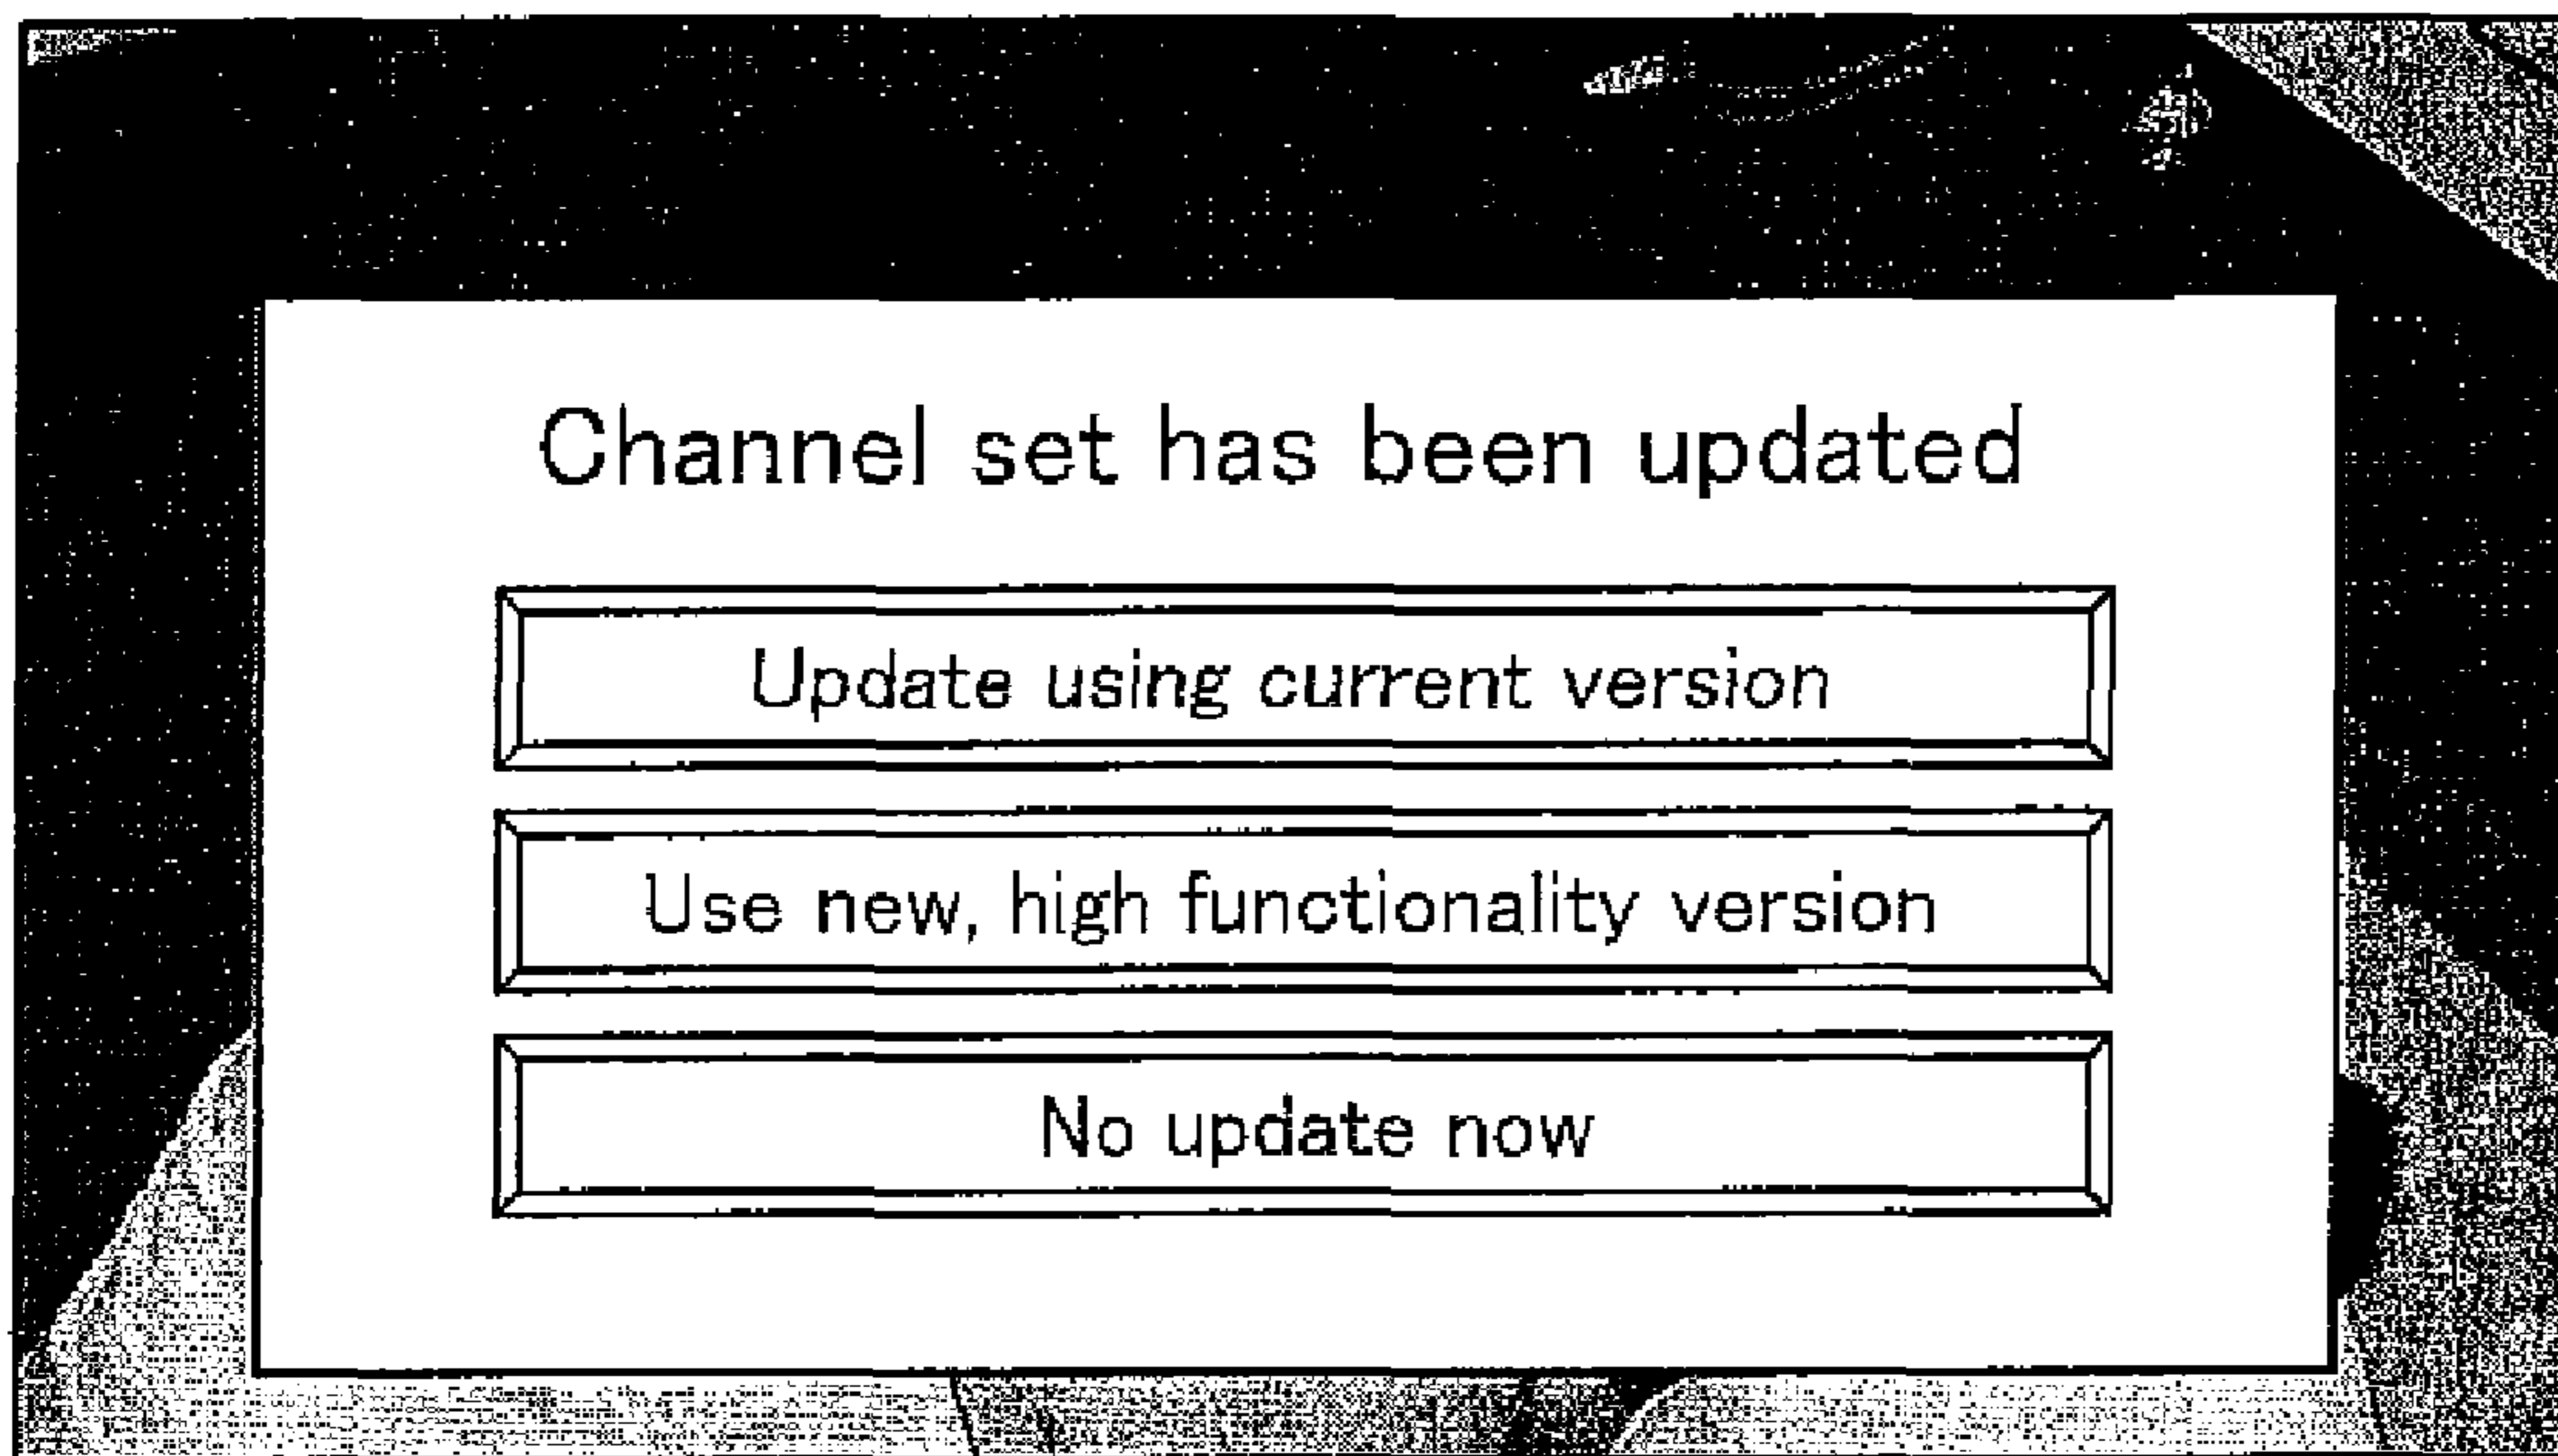 Channel set has been updated
Update using current version
Use new, high functionality version
No update now